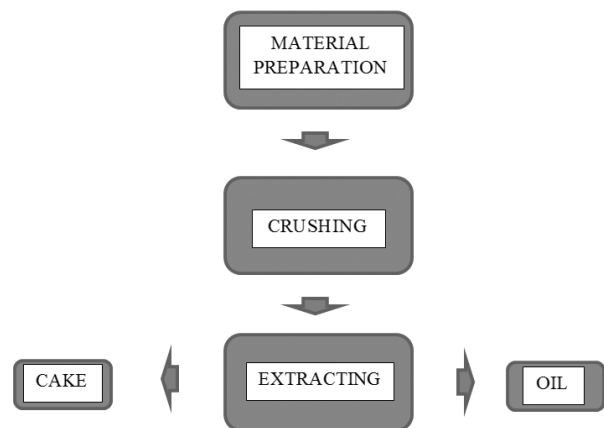 MATERIAL
PREPARATION
CRUSHING
CAKE
EXTRACTING
OIL